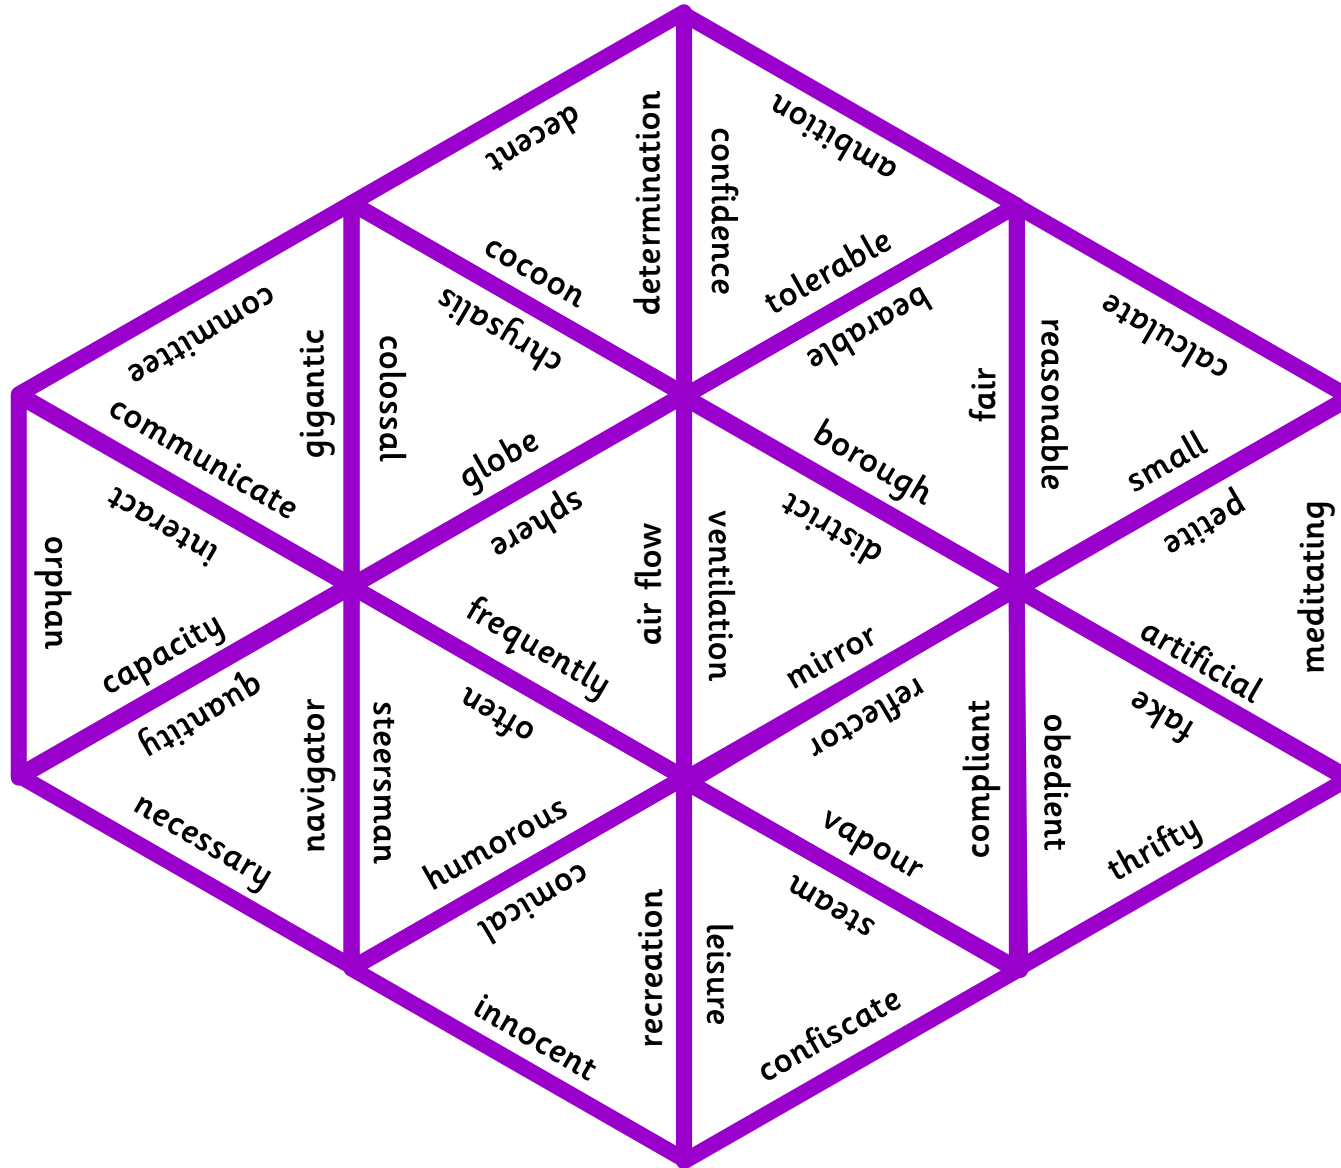 decent
determination
confidence
ambition
cocoon
tolerable
committee
gigantic
colossal
chrysalis
bearable
fair
reasonable
calculate
communicate
globe
borough
small
interact
sphere
district
petite
orphan
air flow
ventilation
meditating
capacity
frequently
mirror
artificial
quantity
navigator
steersman
often
reflector
compliant
obedient
fake
necessary
humorous
vapour
thrifty
comical
recreation
leisure
steam
innocent
confiscate